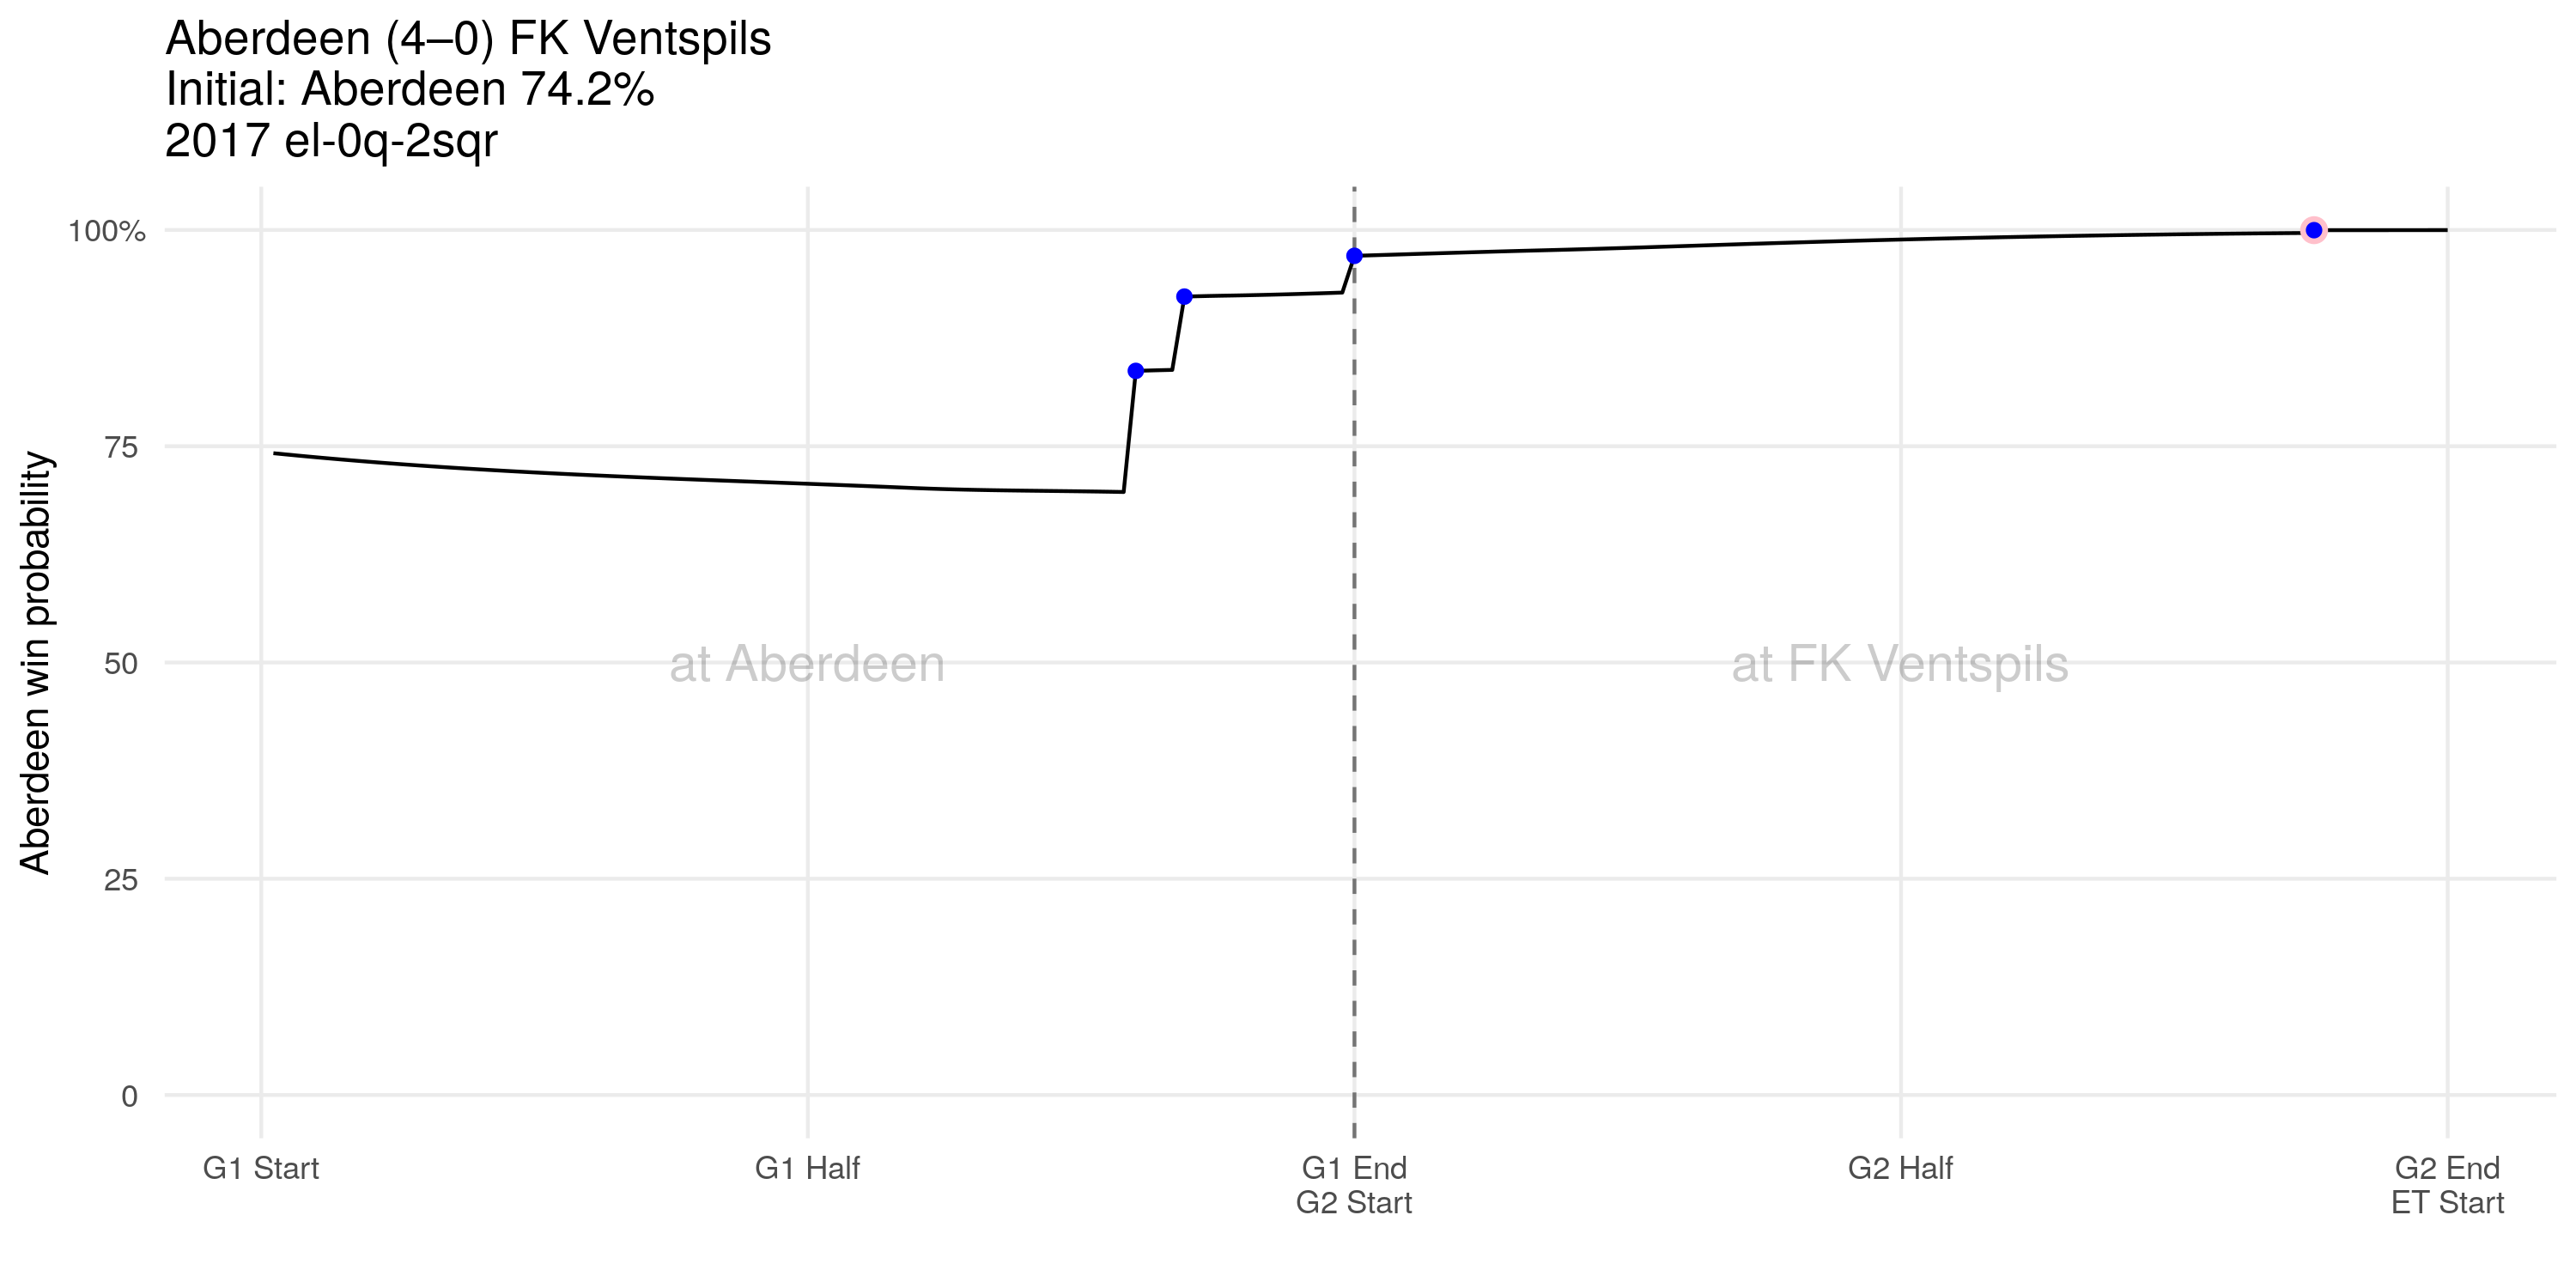 Aberdeen (4–0) FK Ventspils
Initial: Aberdeen 74.2%
2017 el-0q-2sqr
Aberdeen win probability
100%
75
50
25
0
at Aberdeen
at FK Ventspils
G1 Start
G1 Half
G1 End
G2 Start
G2 Half
G2 End
ET Start